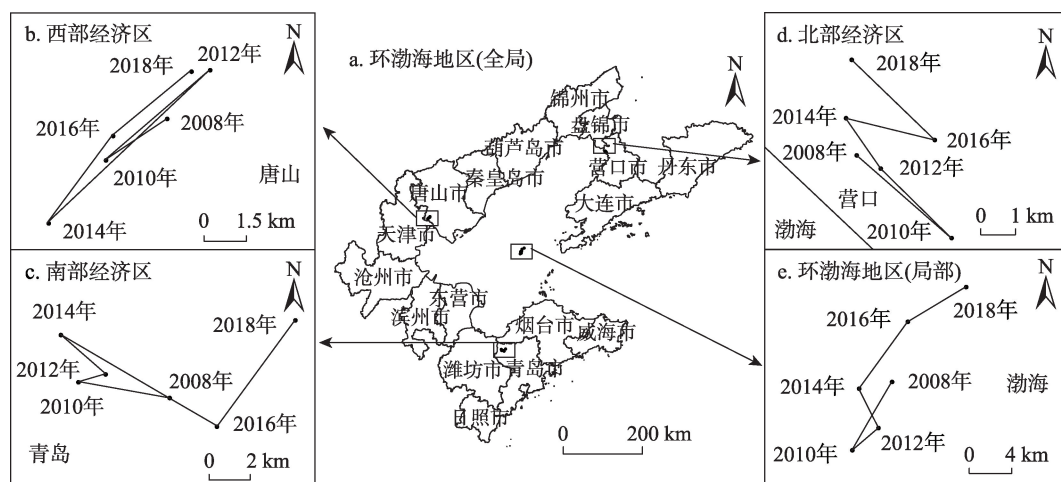 b. 西部经济区
2012年
N
2018年
2016年
2008年
2010年
唐山
0 1.5 km
2014年
c. 南部经济区
N
2014年
2018年
2012年
2008年
2010年
2016年
青岛
0 2 km
a. 环渤海地区(全局)
N
锦州市
盘锦市
葫芦岛市
营口市
丹东市
秦皇岛市
唐山市
大连市
天津市
沧州市
东营市
滨州市
烟台市
威海市
潍坊市
青岛市
日照市
0 200 km
d. 北部经济区
N
2018年
2014年
2016年
2008年
2012年
营口
0 1 km
渤海
2010年
e. 环渤海地区(局部)
N
2016年
2018年
2014年
2008年
渤海
2012年
2010年
0 4 km